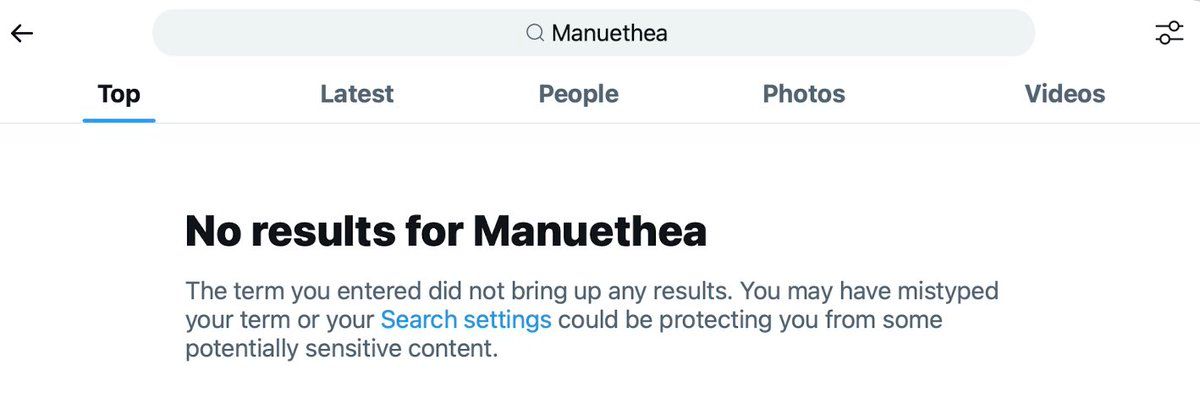 Manuethea
Top Latest People Photos Videos
No results for Manuethea
The term you entered did not bring up any results. You may have mistyped
your term or your Search settings could be protecting you from some
potentially sensitive content.